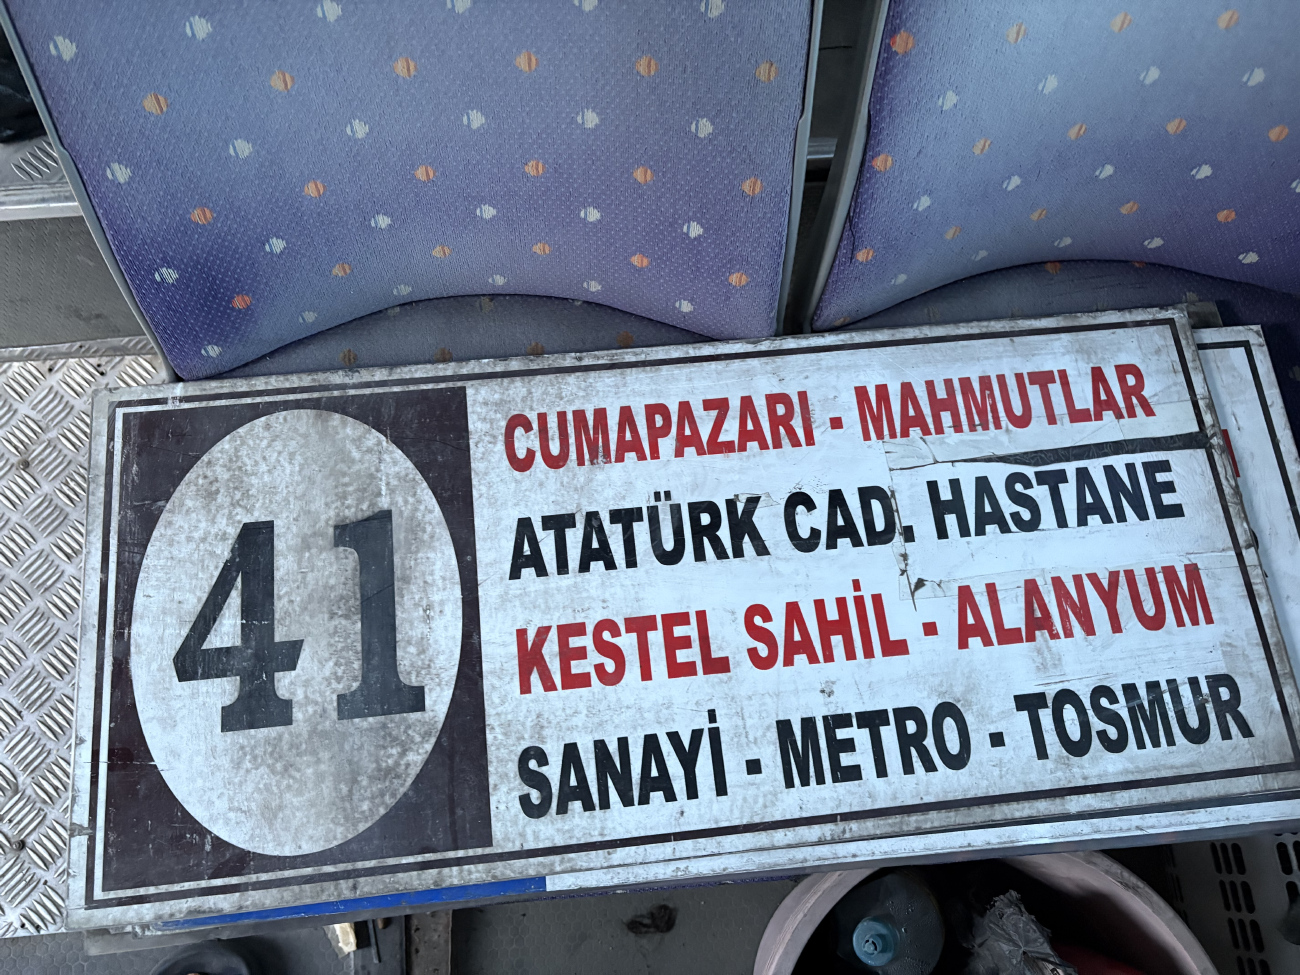 41
CUMAPAZARI - MAHMUTLAR
ATATÜRK CAD. HASTANE
KESTEL SAHİL - ALANYUM
SANAYİ - METRO - TOSMUR